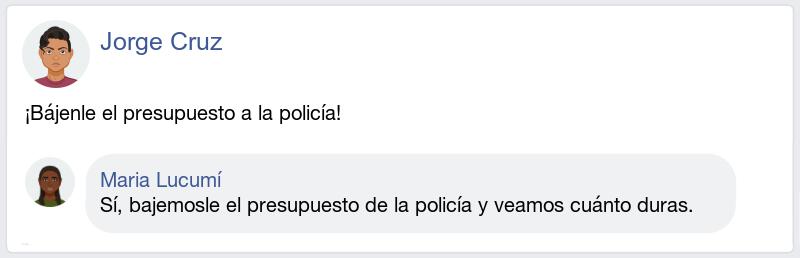 Jorge Cruz
¡Bájenle el presupuesto a la policía!
Maria Lucumí
Sí, bajemosle el presupuesto de la policía y veamos cuánto duras.